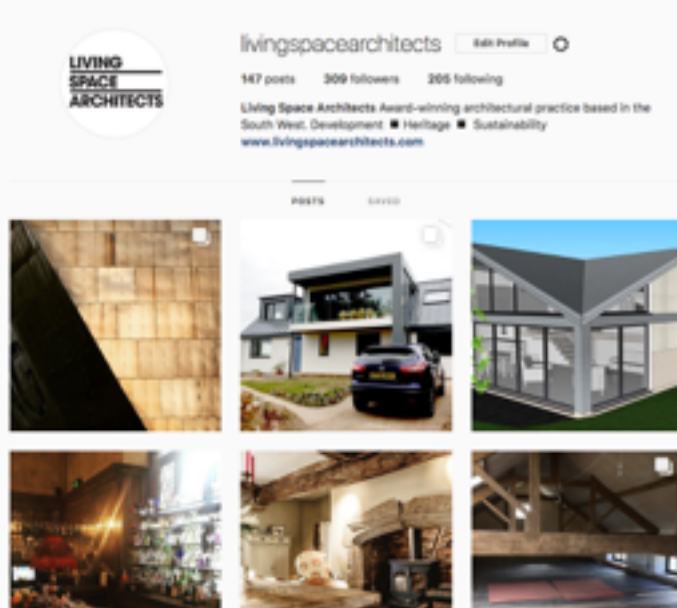 LIVING
SPACE
ARCHITECTS
livingspacearchitects Edit Profile
147 posts 309 followers 205 following
Living Space Architects Award-winning architectural practice based in the
South West. Development ■ Heritage ■ Sustainability
www.livingspacearchitects.com
POSTS SAVED